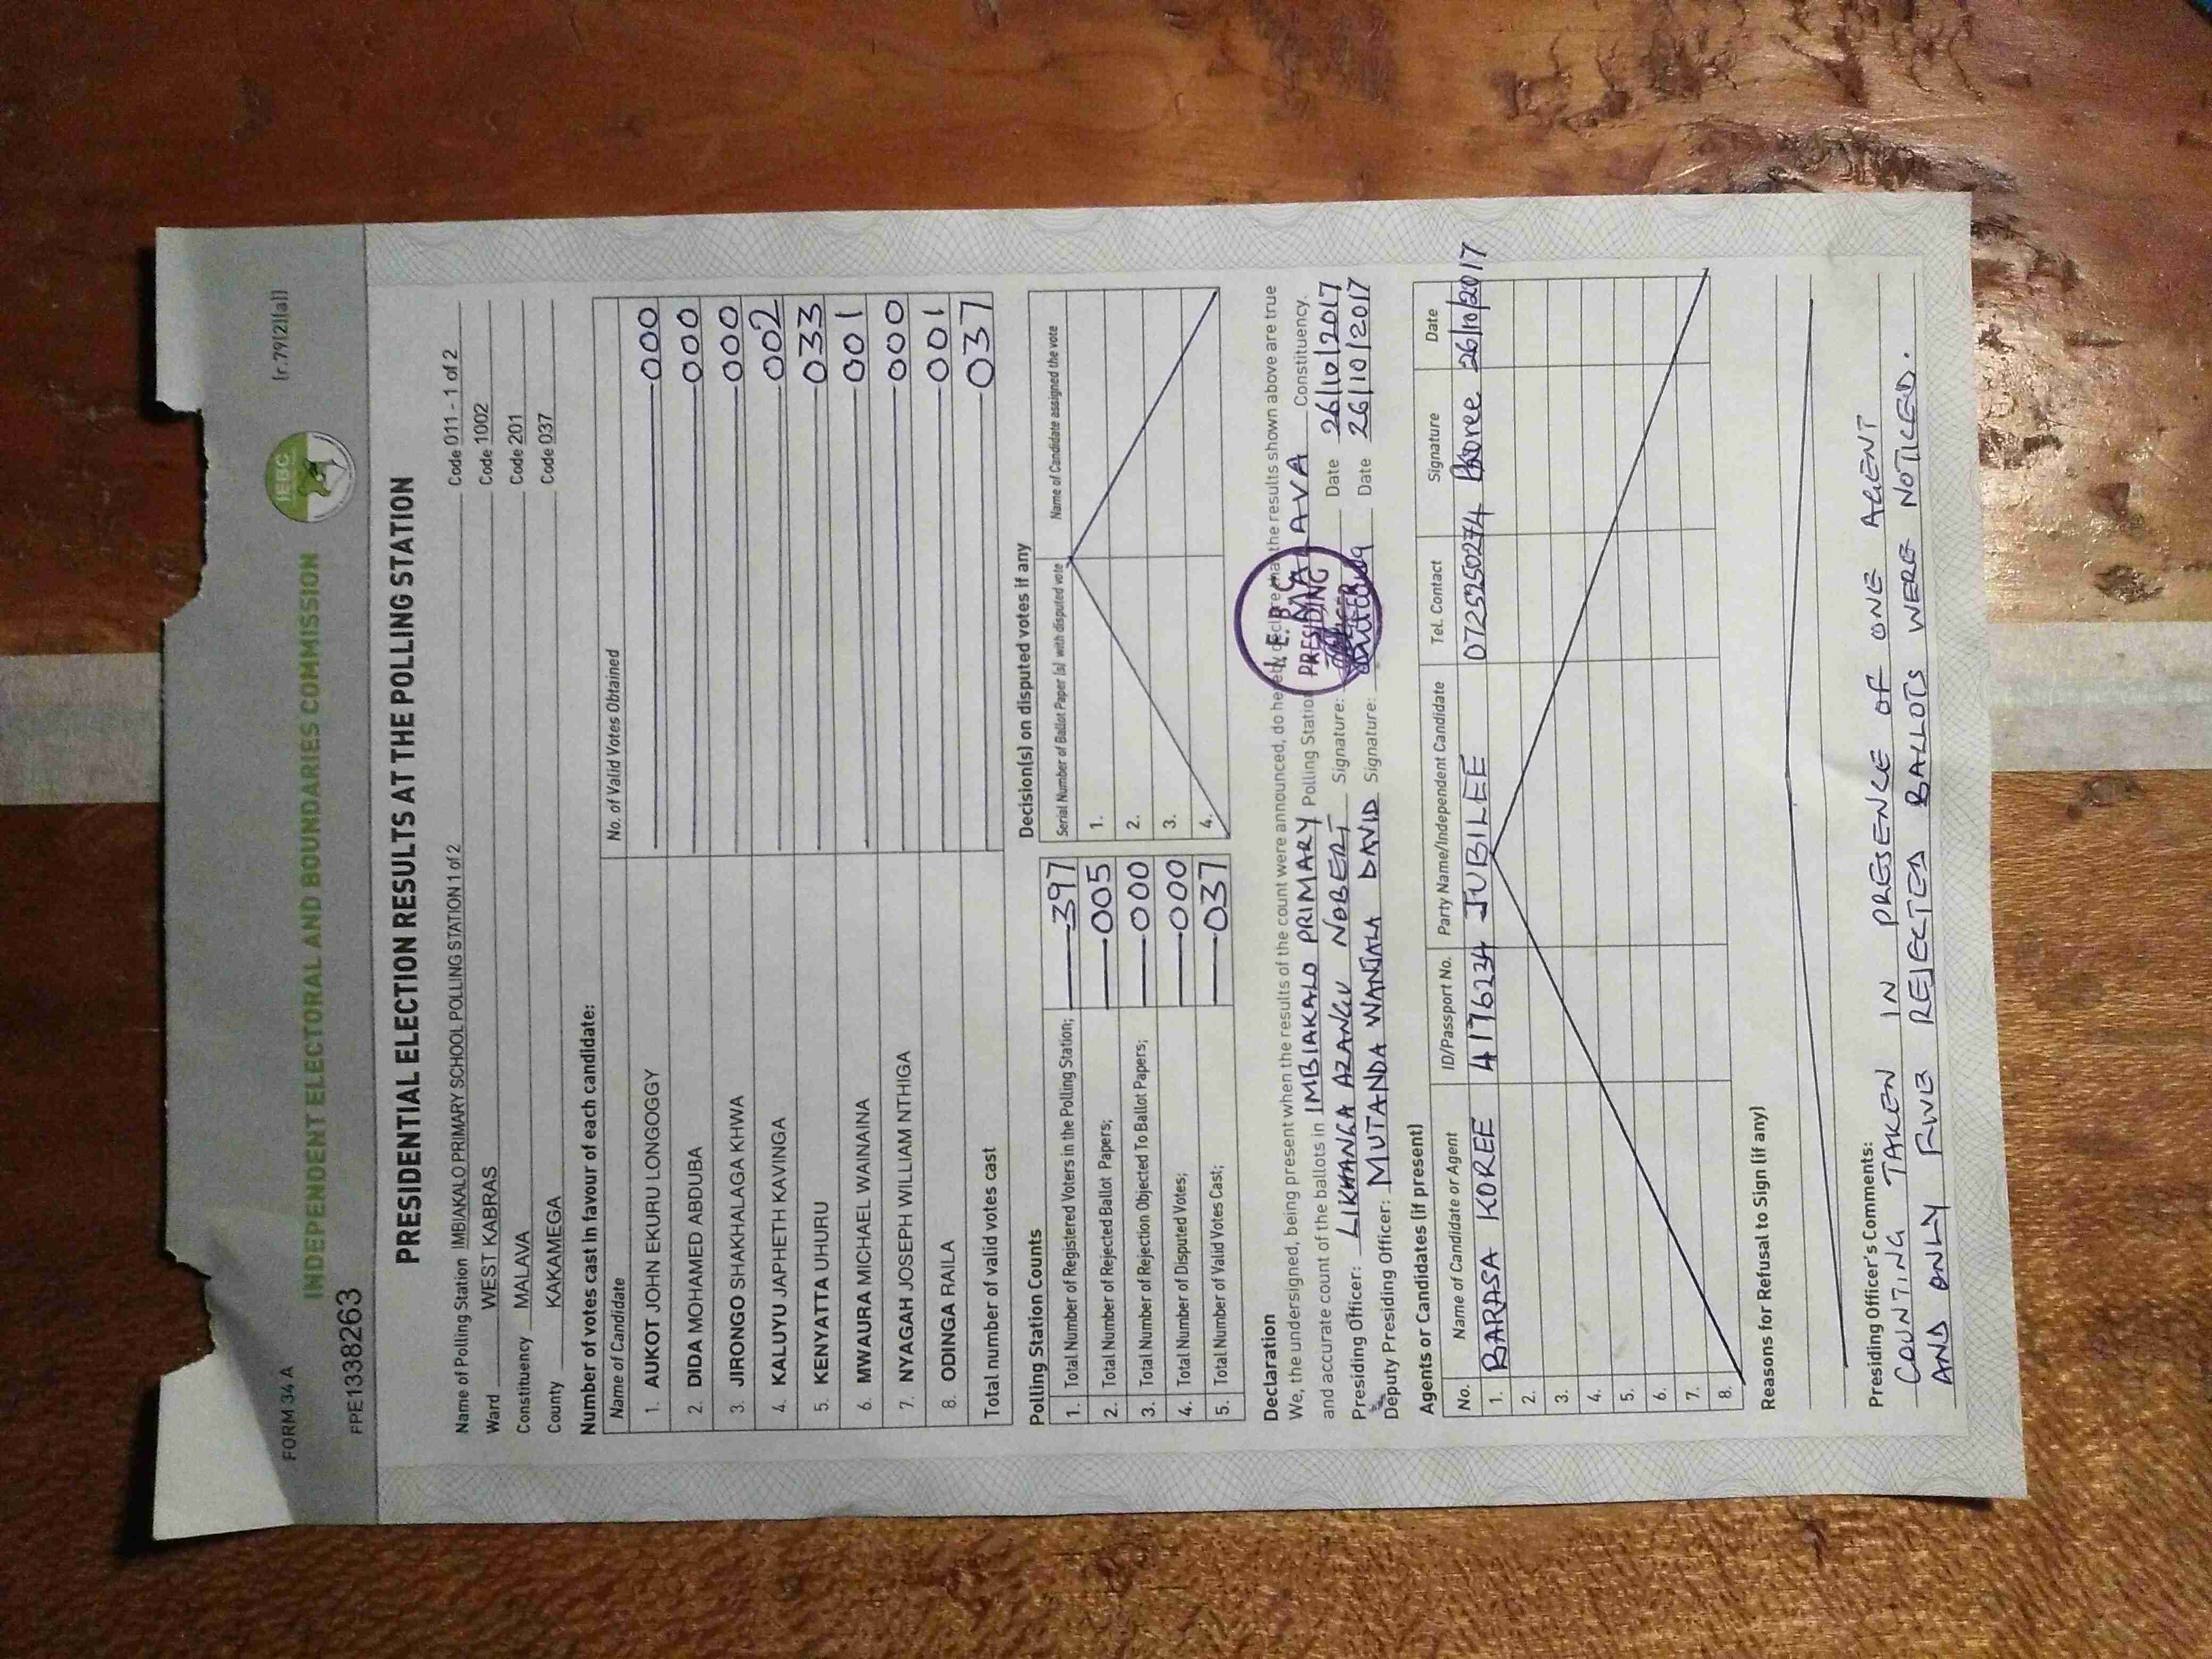 FORM 34 A
[r.79(2)(a)]
INDEPENDENT ELECTORAL AND BOUNDARIES COMMISSION
IEBC
FPE1338263
PRESIDENTIAL ELECTION RESULTS AT THE POLLING STATION
Name of Polling Station IMBIAKALO PRIMARY SCHOOL POLLING STATION 1 of 2 Code 011 - 1 of 2
Ward WEST KABRAS Code 1002
Constituency MALAVA Code 201
County KAKAMEGA Code 037
Number of votes cast in favour of each candidate:
Name of Candidate No. of Valid Votes Obtained
1. AUKOT JOHN EKURU LONGOGGY 000
2. DIDA MOHAMED ABDUBA 000
3. JIRONGO SHAKHALAGA KHWA 000
4. KALUYU JAPHETH KAVINGA 002
5. KENYATTA UHURU 033
6. MWAURA MICHAEL WAINAINA 001
7. NYAGAH JOSEPH WILLIAM NTHIGA 000
8. ODINGA RAILA 001
Total number of valid votes cast 037
Polling Station Counts
1. Total Number of Registered Voters in the Polling Station; 397
2. Total Number of Rejected Ballot Papers; 005
3. Total Number of Rejection Objected To Ballot Papers; 000
4. Total Number of Disputed Votes; 000
5. Total Number of Valid Votes Cast; 037
Decision(s) on disputed votes if any
Serial Number of Ballot Paper (s) with disputed vote Name of Candidate assigned the vote
1.
2.
3.
4.
Declaration
We, the undersigned, being present when the results of the count were announced, do hereby declare that the results shown above are true
and accurate count of the ballots in IMBIAKALO PRIMARY Polling Station MALAVA Constituency.
Presiding Officer: LIKHANGA AZANGU NOBERT Signature: Date 26/10/2017
Deputy Presiding Officer: MUTANDA WANJALA DAVID Signature: Date 26/10/2017
I. E. B. C
PRESIDING
OFFICER
Agents or Candidates (if present)
No. Name of Candidate or Agent ID/Passport No. Party Name/Independent Candidate Tel. Contact Signature Date
1. BARASA KOREE 4176234 JUBILEE 0725250274 Bkoree 26/10/2017
2.
3.
4.
5.
6.
7.
8.
Reasons for Refusal to Sign (if any)
Presiding Officer's Comments:
COUNTING TAKEN IN PRESENCE OF ONE AGENT
AND ONLY FIVE REJECTED BALLOTS WERE NOTICED.